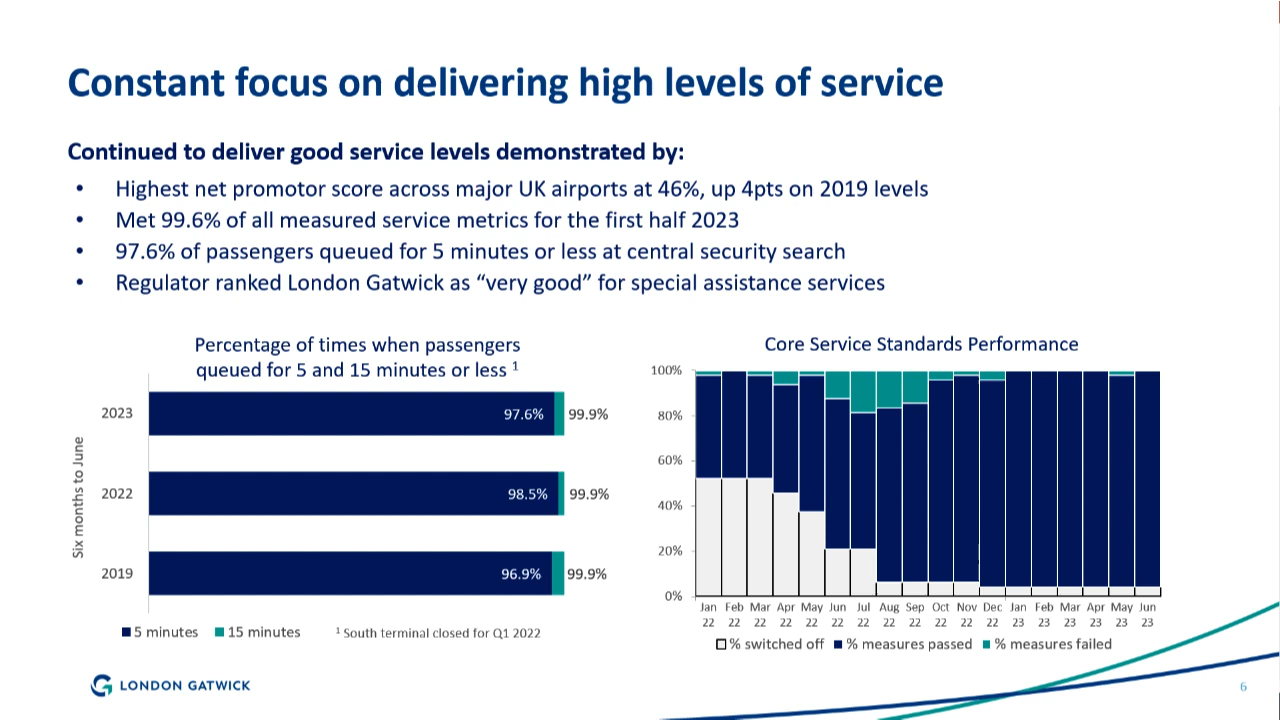 Constant focus on delivering high levels of service
Continued to deliver good service levels demonstrated by:
• Highest net promotor score across major UK airports at 46%, up 4pts on 2019 levels
• Met 99.6% of all measured service metrics for the first half 2023
• 97.6% of passengers queued for 5 minutes or less at central security search
• Regulator ranked London Gatwick as “very good” for special assistance services
Percentage of times when passengers
queued for 5 and 15 minutes or less ¹
Six months to June
2023 97.6% 99.9%
2022 98.5% 99.9%
2019 96.9% 99.9%
5 minutes 15 minutes
¹ South terminal closed for Q1 2022
Core Service Standards Performance
100%
80%
60%
40%
20%
0%
Jan Feb Mar Apr May Jun Jul Aug Sep Oct Nov Dec Jan Feb Mar Apr May Jun
22 22 22 22 22 22 22 22 22 22 22 22 23 23 23 23 23 23
% switched off % measures passed % measures failed
LONDON GATWICK
6